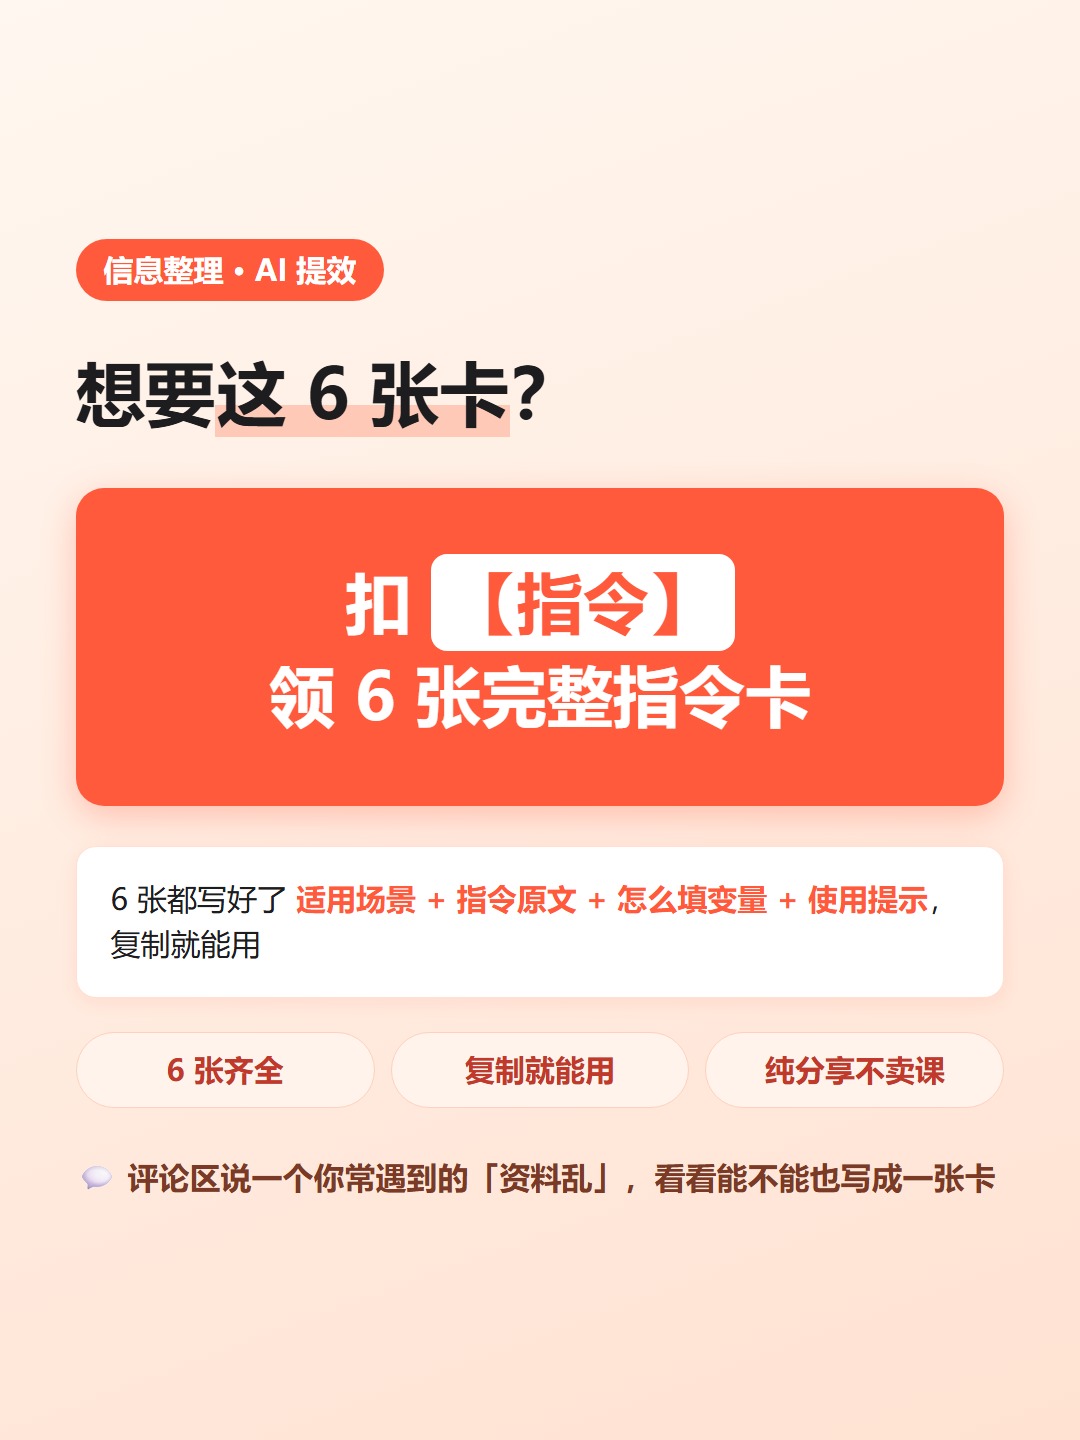 信息整理 · AI 提效
想要这 6 张卡？
扣【指令】
领 6 张完整指令卡
6 张都写好了 适用场景 + 指令原文 + 怎么填变量 + 使用提示，
复制就能用
6 张齐全
复制就能用
纯分享不卖课
评论区说一个你常遇到的「资料乱」，看看能不能也写成一张卡